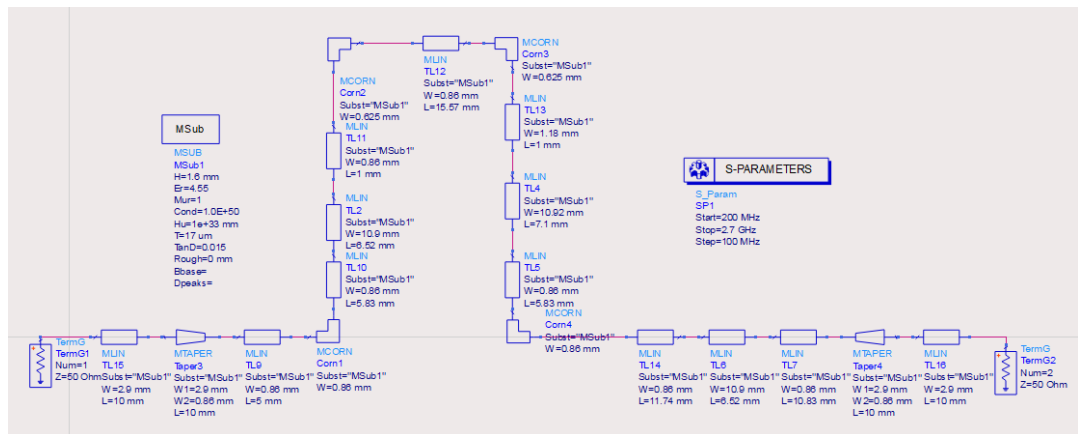 MLIN
TL12
Subst="MSub1"
W=0.86 mm
L=15.57 mm
MCORN
Corn3
Subst="MSub1"
W=0.625 mm
MCORN
Corn2
Subst="MSub1"
W=0.625 mm
MLIN
TL11
Subst="MSub1"
W=0.86 mm
L=1 mm
MLIN
TL2
Subst="MSub1"
W=10.9 mm
L=6.52 mm
MLIN
TL10
Subst="MSub1"
W=0.86 mm
L=5.83 mm
MLIN
TL13
Subst="MSub1"
W=1.18 mm
L=1 mm
MLIN
TL4
Subst="MSub1"
W=10.92 mm
L=7.1 mm
MLIN
TL5
Subst="MSub1"
W=0.86 mm
L=5.83 mm
MCORN
Corn4
Subst="MSub1"
W=0.86 mm
MSub
MSUB
MSub1
H=1.6 mm
Er=4.55
Mur=1
Cond=1.0E+50
Hu=1e+33 mm
T=17 um
TanD=0.015
Rough=0 mm
Bbase=
Dpeaks=
S-PARAMETERS
S_Param
SP1
Start=200 MHz
Stop=2.7 GHz
Step=100 MHz
TermG
TermG1
Num=1
Z=50 Ohm
MLIN
TL15
Subst="MSub1"
W=2.9 mm
L=10 mm
MTAPER
Taper3
Subst="MSub1"
W1=2.9 mm
W2=0.86 mm
L=10 mm
MLIN
TL9
Subst="MSub1"
W=0.86 mm
L=5 mm
MCORN
Corn1
Subst="MSub1"
W=0.86 mm
MLIN
TL14
Subst="MSub1"
W=0.86 mm
L=11.74 mm
MLIN
TL6
Subst="MSub1"
W=10.9 mm
L=6.52 mm
MLIN
TL7
Subst="MSub1"
W=0.86 mm
L=10.83 mm
MTAPER
Taper4
Subst="MSub1"
W1=2.9 mm
W2=0.86 mm
L=10 mm
MLIN
TL16
Subst="MSub1"
W=2.9 mm
L=10 mm
TermG
TermG2
Num=2
Z=50 Ohm